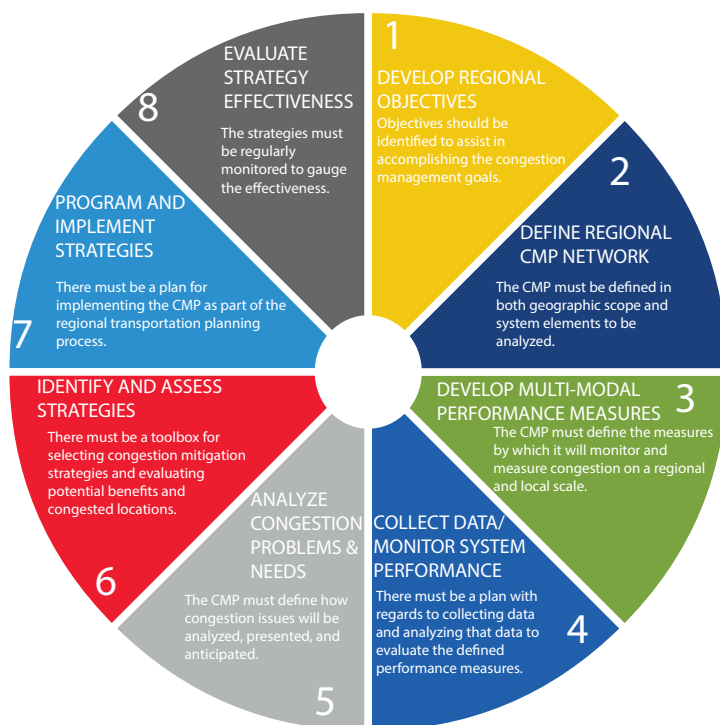 1
DEVELOP REGIONAL
OBJECTIVES
Objectives should be
identified to assist in
accomplishing the congestion
management goals.
2
DEFINE REGIONAL
CMP NETWORK
The CMP must be defined in
both geographic scope and
system elements to be
analyzed.
3
DEVELOP MULTI-MODAL
PERFORMANCE MEASURES
The CMP must define the measures
by which it will monitor and
measure congestion on a regional
and local scale.
4
COLLECT DATA/
MONITOR SYSTEM
PERFORMANCE
There must be a plan with
regards to collecting data
and analyzing that data to
evaluate the defined
performance measures.
5
ANALYZE
CONGESTION
PROBLEMS &
NEEDS
The CMP must define how
congestion issues will be
analyzed, presented, and
anticipated.
6
IDENTIFY AND ASSESS
STRATEGIES
There must be a toolbox for
selecting congestion mitigation
strategies and evaluating
potential benefits and
congested locations.
7
PROGRAM AND
IMPLEMENT
STRATEGIES
There must be a plan for
implementing the CMP as part of the
regional transportation planning
process.
8
EVALUATE
STRATEGY
EFFECTIVENESS
The strategies must
be regularly
monitored to gauge
the effectiveness.